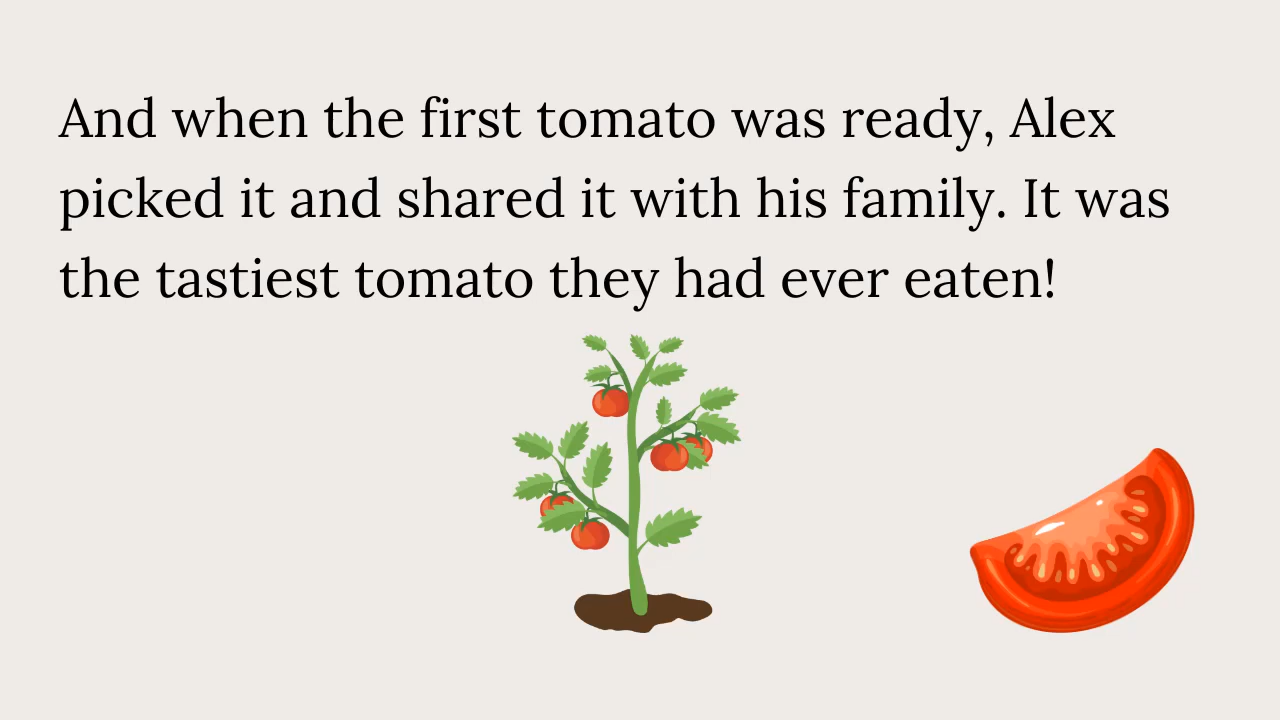 And when the first tomato was ready, Alex
picked it and shared it with his family. It was
the tastiest tomato they had ever eaten!